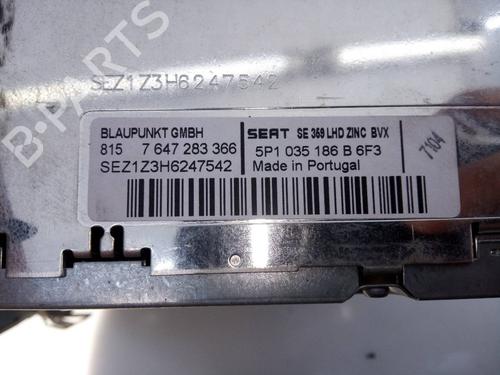 B-PARTS
SEZ1Z3H6247542
BLAUPUNKT GMBH
815 7 647 283 366
SEZ1Z3H6247542
SEAT SE 369 LHD ZINC BVX
5P1 035 186 B 6F3
Made in Portugal
7104